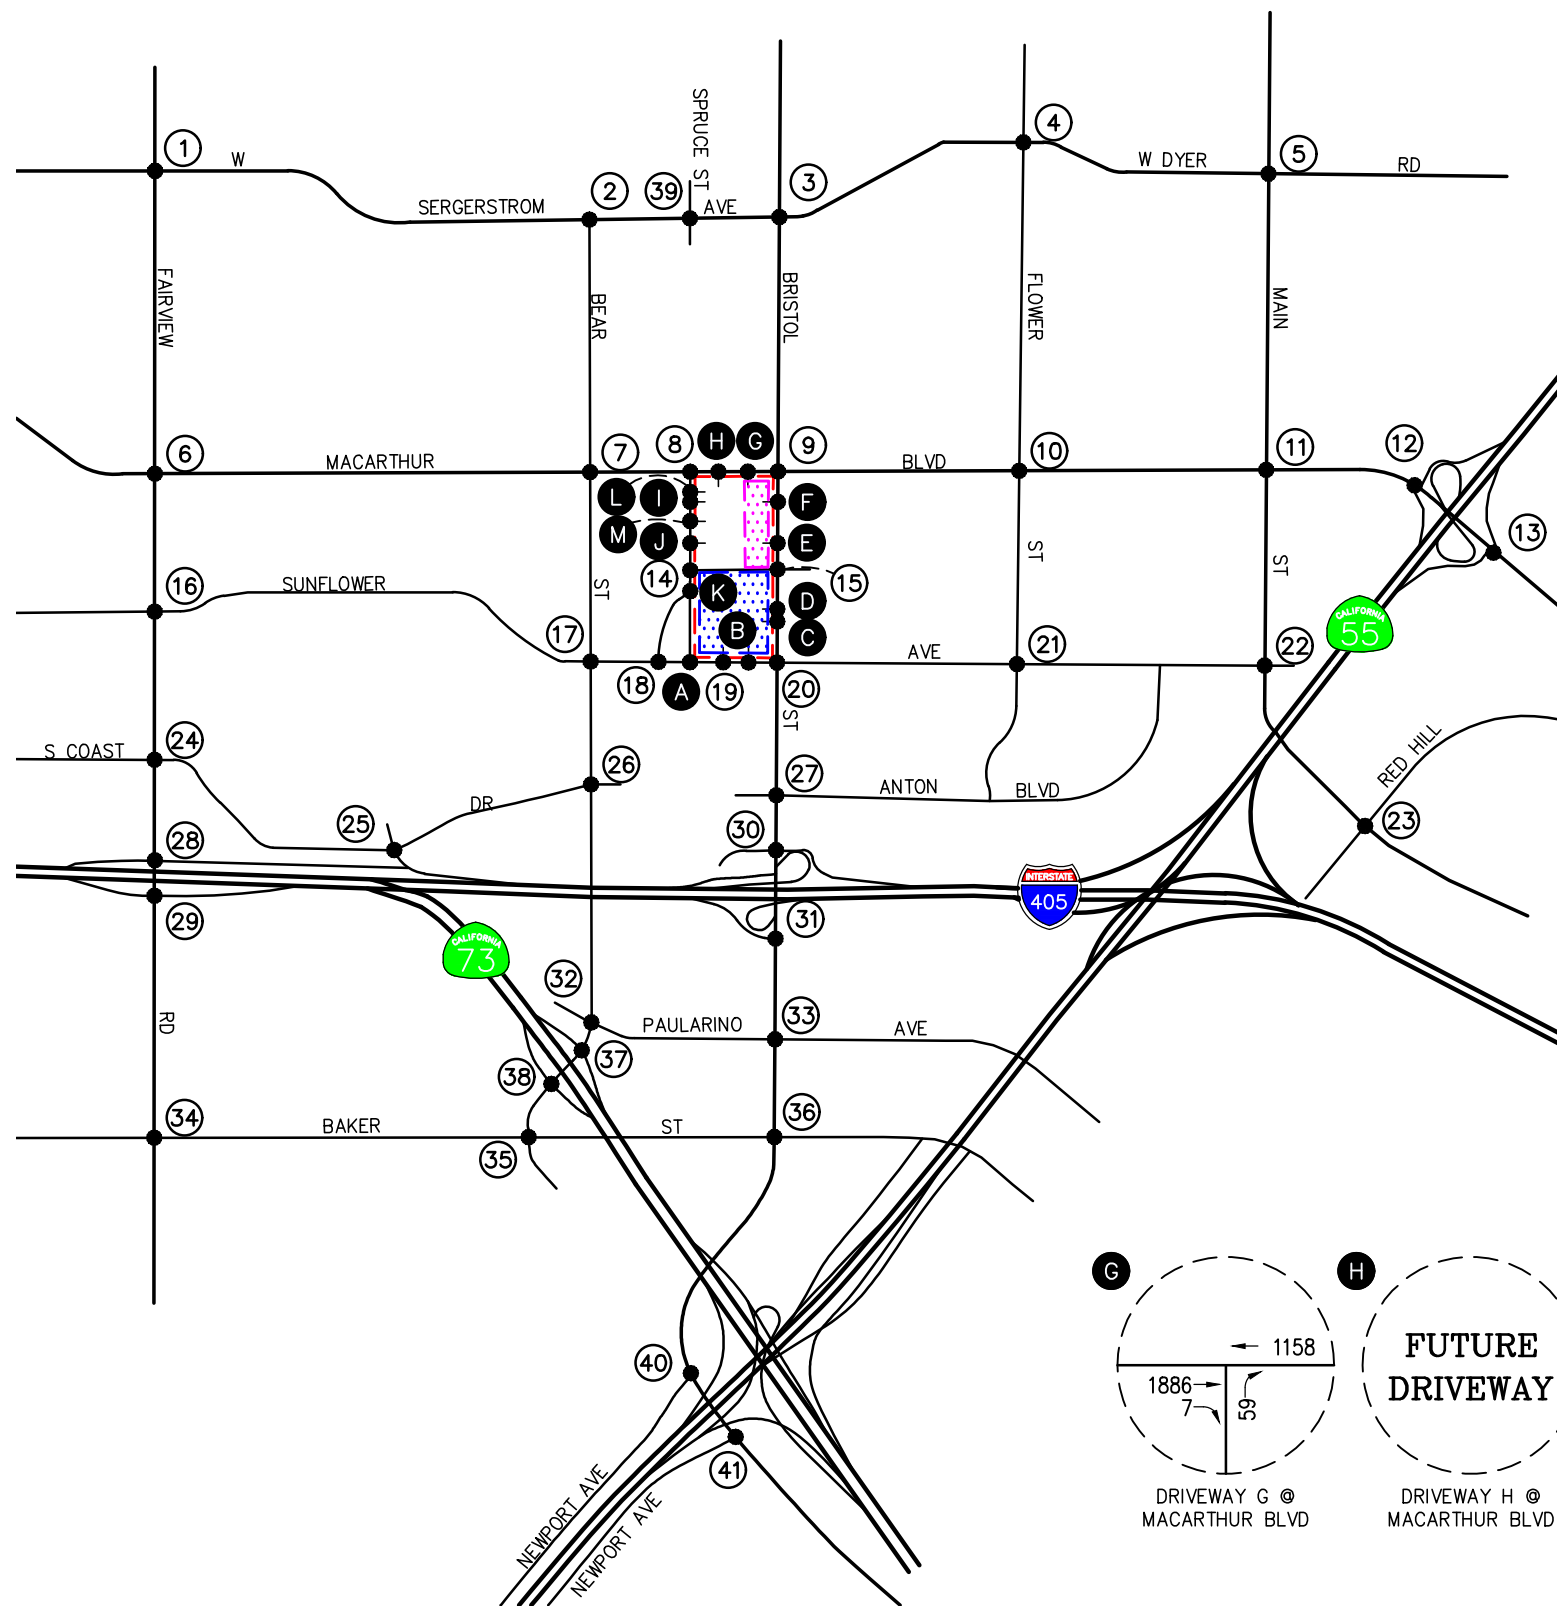 SPRUCE ST
1
W
2
39
AVE
3
4
W DYER
5
RD
SERGERSTROM
FAIRVIEW
BEAR
BRISTOL
FLOWER
MAIN
6
MACARTHUR
7
8
H
G
9
BLVD
10
11
12
L
I
F
M
J
E
13
ST
ST
16
SUNFLOWER
ST
14
K
15
D
CALIFORNIA
55
17
B
C
AVE
21
22
18
A
19
20
ST
24
S COAST
26
27
ANTON
BLVD
RED HILL
DR
25
30
23
28
INTERSTATE
405
29
31
CALIFORNIA
73
32
RD
PAULARINO
33
AVE
37
38
34
BAKER
ST
36
35
G
H
1158
1886
7
59
FUTURE
DRIVEWAY
40
DRIVEWAY G @
MACARTHUR BLVD
DRIVEWAY H @
MACARTHUR BLVD
41
NEWPORT AVE
NEWPORT AVE